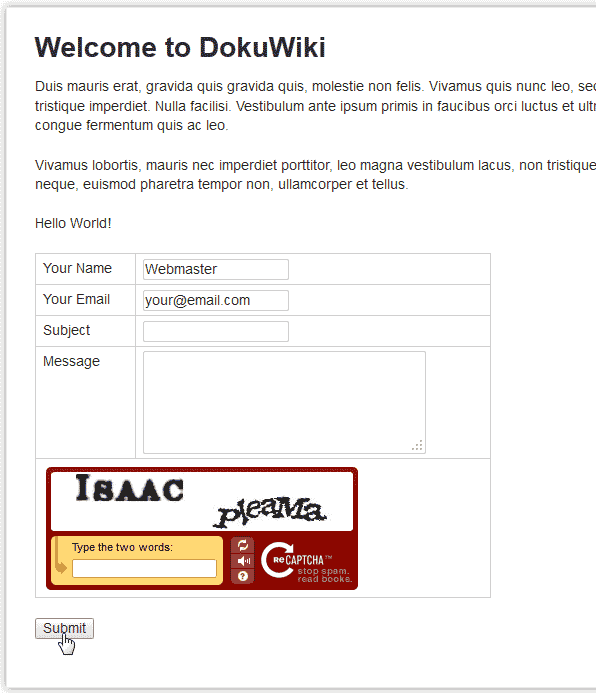 Welcome to DokuWiki
Duis mauris erat, gravida quis gravida quis, molestie non felis. Vivamus quis nunc leo, sec
tristique imperdiet. Nulla facilisi. Vestibulum ante ipsum primis in faucibus orci luctus et ultr
congue fermentum quis ac leo.
Vivamus lobortis, mauris nec imperdiet porttitor, leo magna vestibulum lacus, non tristique
neque, euismod pharetra tempor non, ullamcorper et tellus.
Hello World!
Your Name Webmaster
Your Email your@email.com
Subject
Message
Isaac pleama
Type the two words:
?
reCAPTCHA™
stop spam.
read books.
Submit